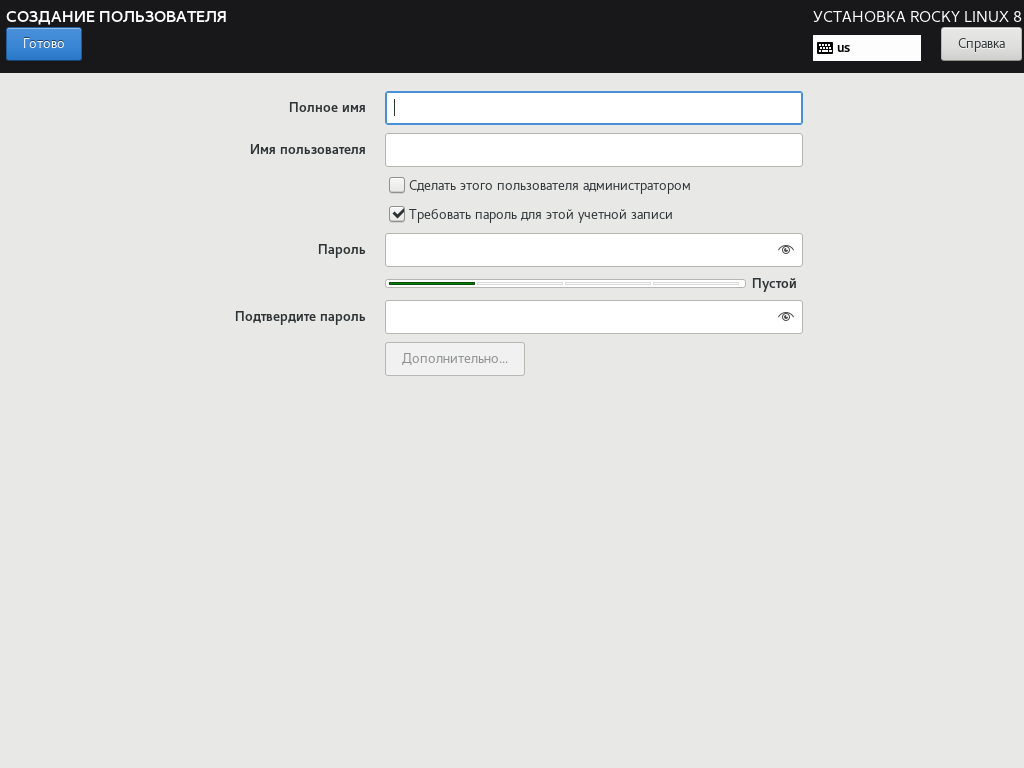 СОЗДАНИЕ ПОЛЬЗОВАТЕЛЯ
УСТАНОВКА ROCKY LINUX 8
Готово
us
Справка
Полное имя
Имя пользователя
Сделать этого пользователя администратором
Требовать пароль для этой учетной записи
Пароль
Пустой
Подтвердите пароль
Дополнительно...